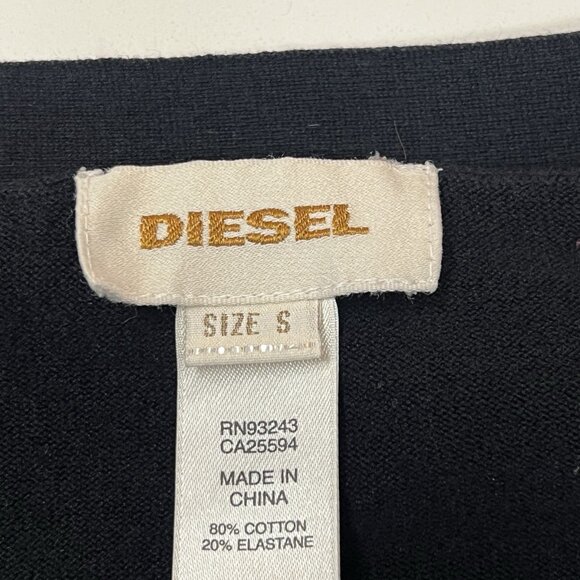 DIESEL
SIZE S
RN93243
CA25594
MADE IN
CHINA
80% COTTON
20% ELASTANE